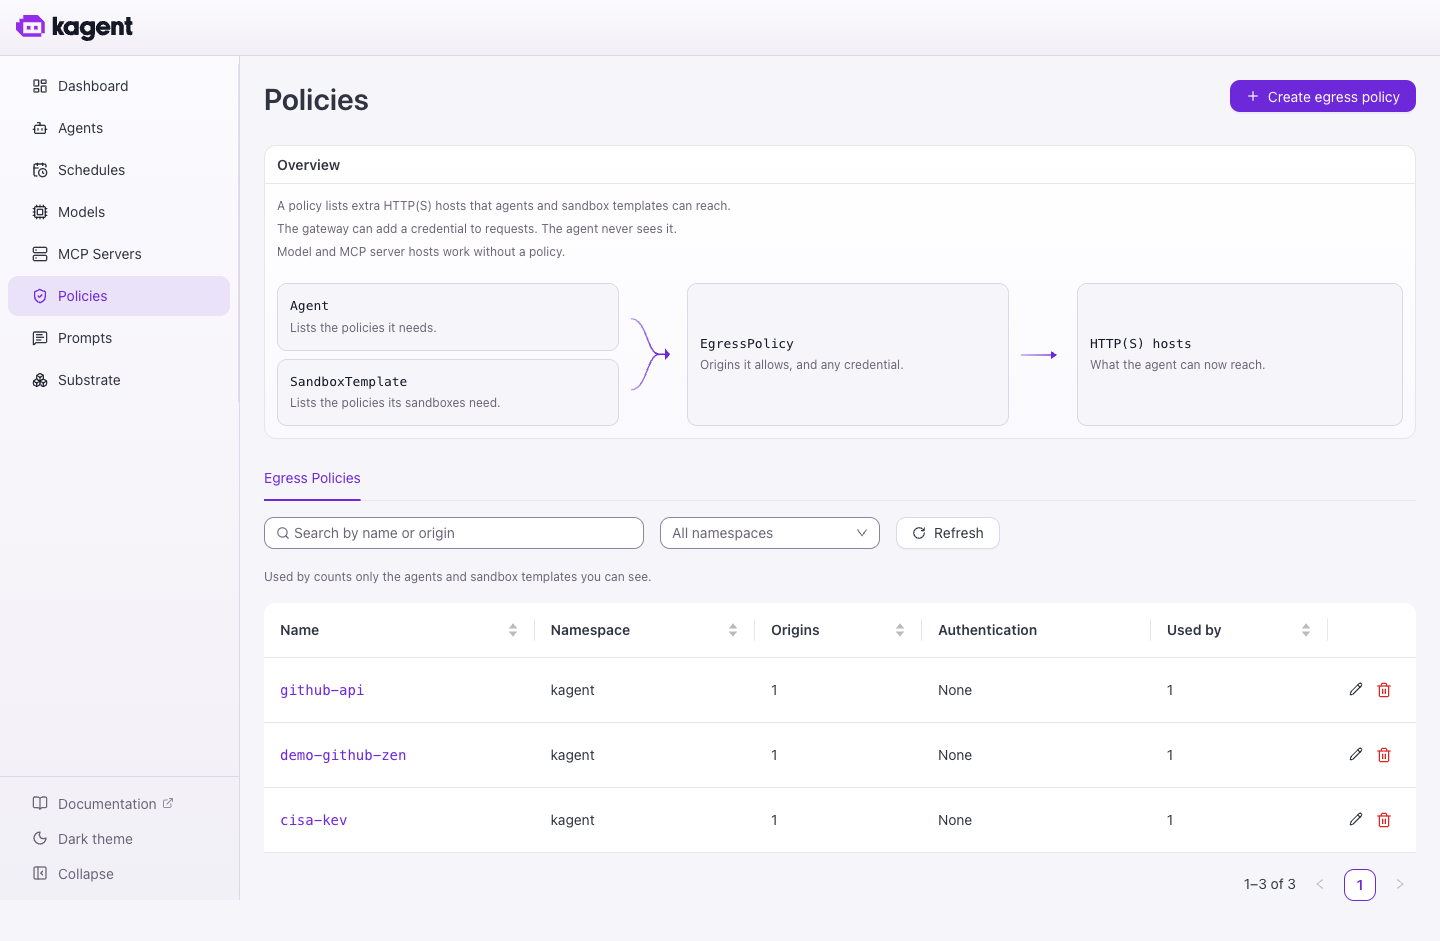 kagent
Dashboard
Agents
Schedules
Models
MCP Servers
Policies
Prompts
Substrate
Documentation
Dark theme
Collapse
Policies
Create egress policy
Overview
A policy lists extra HTTP(S) hosts that agents and sandbox templates can reach.
The gateway can add a credential to requests. The agent never sees it.
Model and MCP server hosts work without a policy.
Agent
Lists the policies it needs.
SandboxTemplate
Lists the policies its sandboxes need.
EgressPolicy
Origins it allows, and any credential.
HTTP(S) hosts
What the agent can now reach.
Egress Policies
Search by name or origin
All namespaces
Refresh
Used by counts only the agents and sandbox templates you can see.
Name Namespace Origins Authentication Used by
github-api kagent 1 None 1
demo-github-zen kagent 1 None 1
cisa-kev kagent 1 None 1
1–3 of 3 1